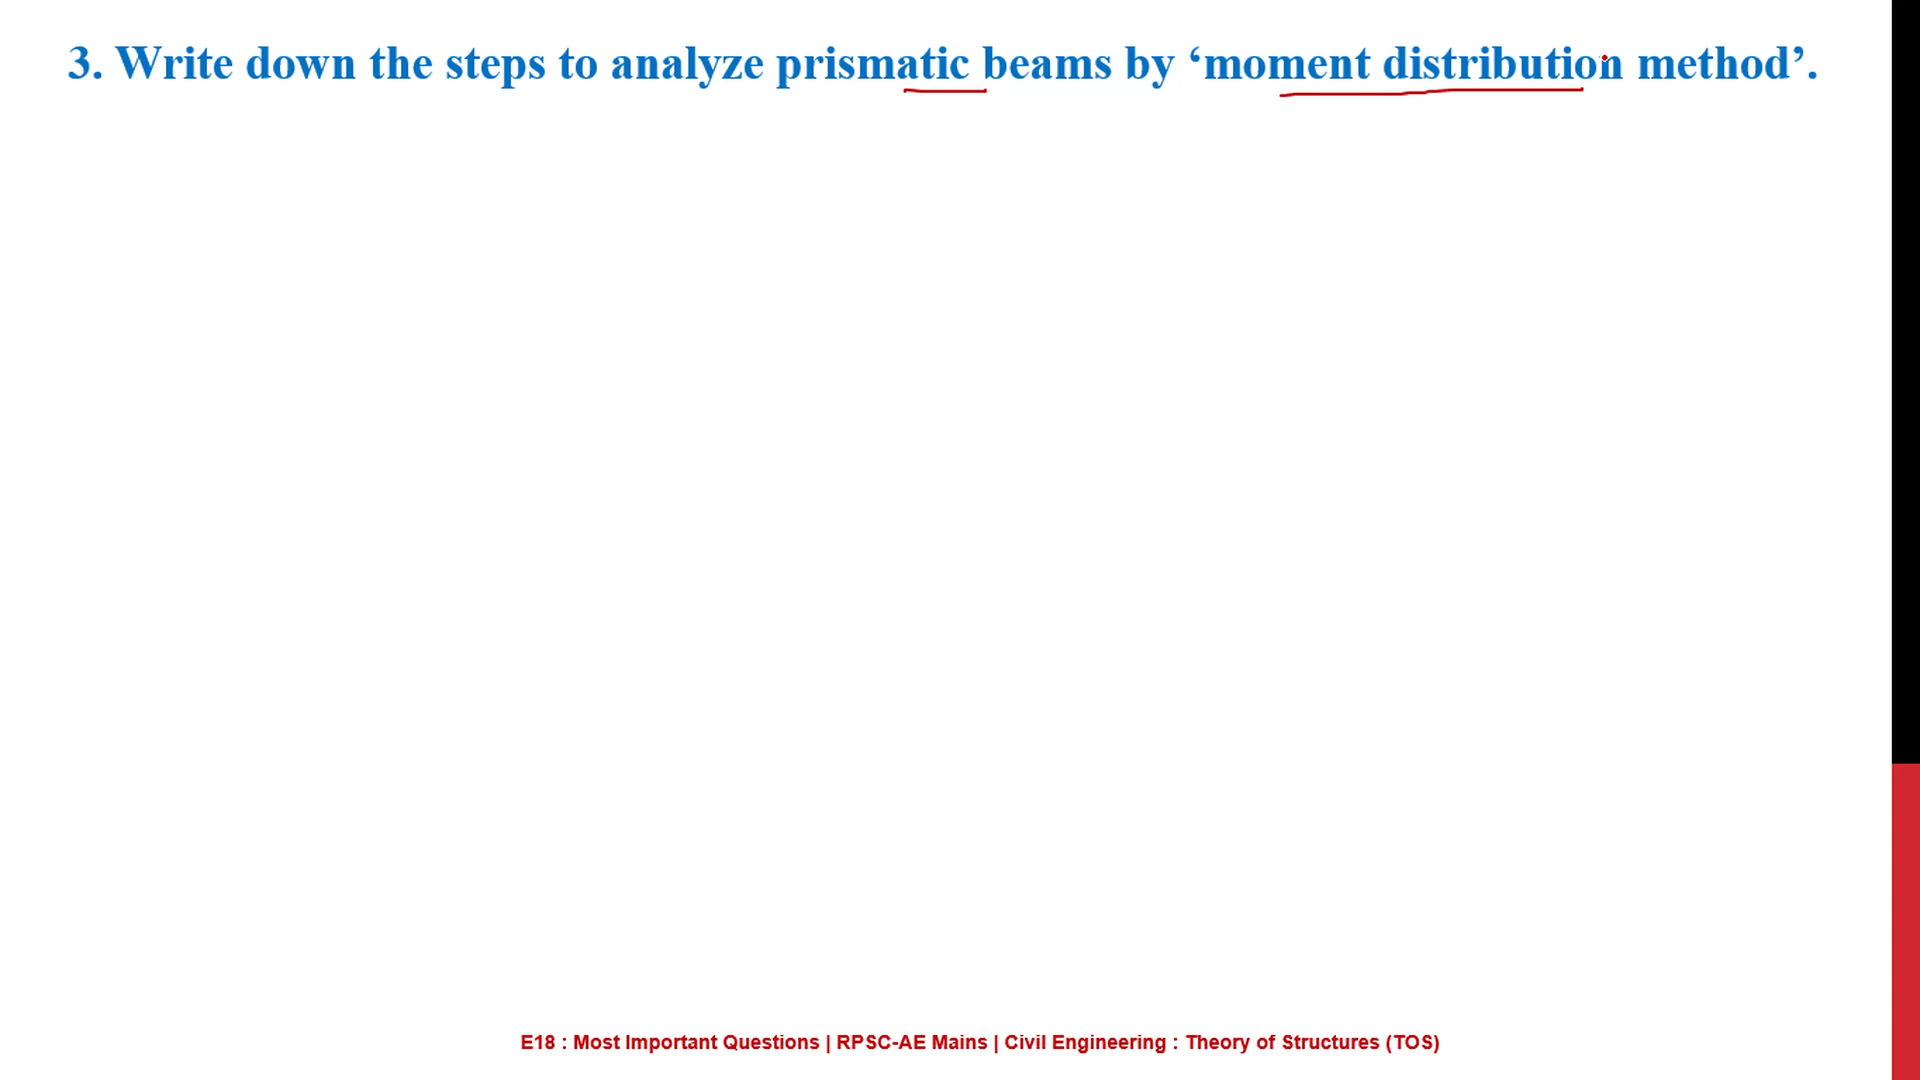 3. Write down the steps to analyze prismatic beams by ‘moment distribution method’.
E18 : Most Important Questions | RPSC-AE Mains | Civil Engineering : Theory of Structures (TOS)